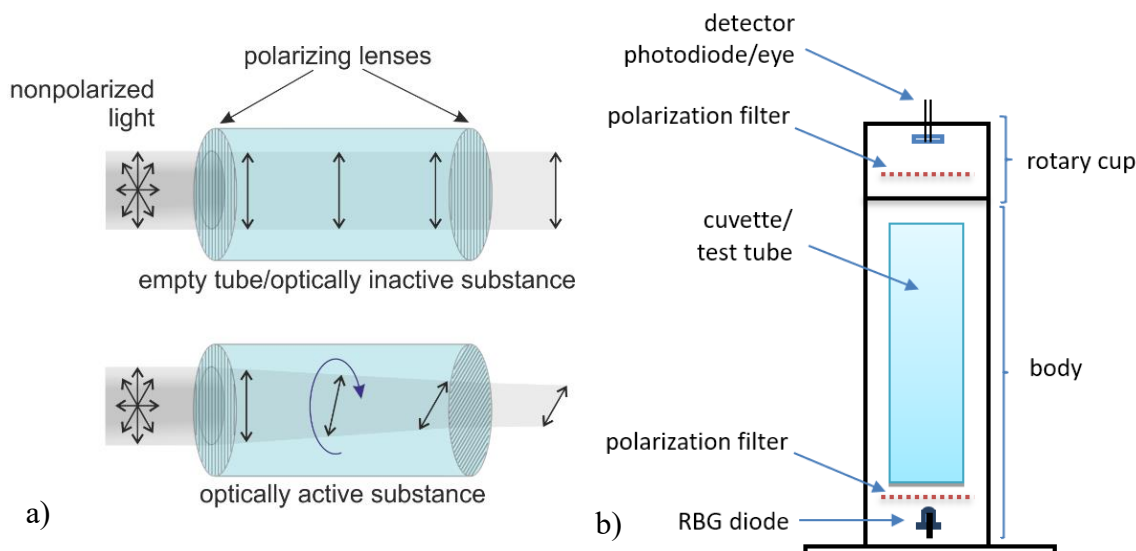 polarizing lenses
nonpolarized
light
empty tube/optically inactive substance
optically active substance
a)
detector
photodiode/eye
polarization filter
rotary cup
cuvette/
test tube
body
polarization filter
RBG diode
b)